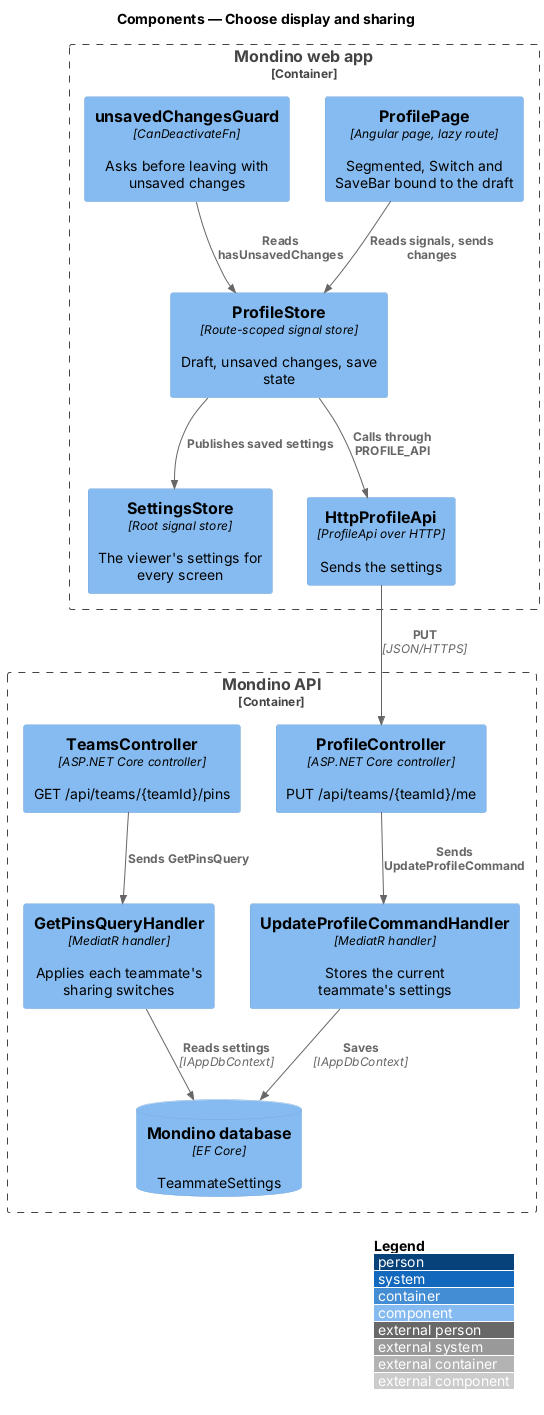 Components — Choose display and sharing
Mondino web app
[Container]
unsavedChangesGuard
[CanDeactivateFn]
Asks before leaving with
unsaved changes
ProfilePage
[Angular page, lazy route]
Segmented, Switch and
SaveBar bound to the draft
Reads
hasUnsavedChanges
Reads signals, sends
changes
ProfileStore
[Route-scoped signal store]
Draft, unsaved changes, save
state
Publishes saved settings
Calls through
PROFILE_API
SettingsStore
[Root signal store]
The viewer's settings for
every screen
HttpProfileApi
[ProfileApi over HTTP]
Sends the settings
PUT
[JSON/HTTPS]
Mondino API
[Container]
TeamsController
[ASP.NET Core controller]
GET /api/teams/{teamId}/pins
ProfileController
[ASP.NET Core controller]
PUT /api/teams/{teamId}/me
Sends GetPinsQuery
Sends
UpdateProfileCommand
GetPinsQueryHandler
[MediatR handler]
Applies each teammate's
sharing switches
UpdateProfileCommandHandler
[MediatR handler]
Stores the current
teammate's settings
Reads settings
[IAppDbContext]
Saves
[IAppDbContext]
Mondino database
[EF Core]
TeammateSettings
Legend
person
system
container
component
external person
external system
external container
external component